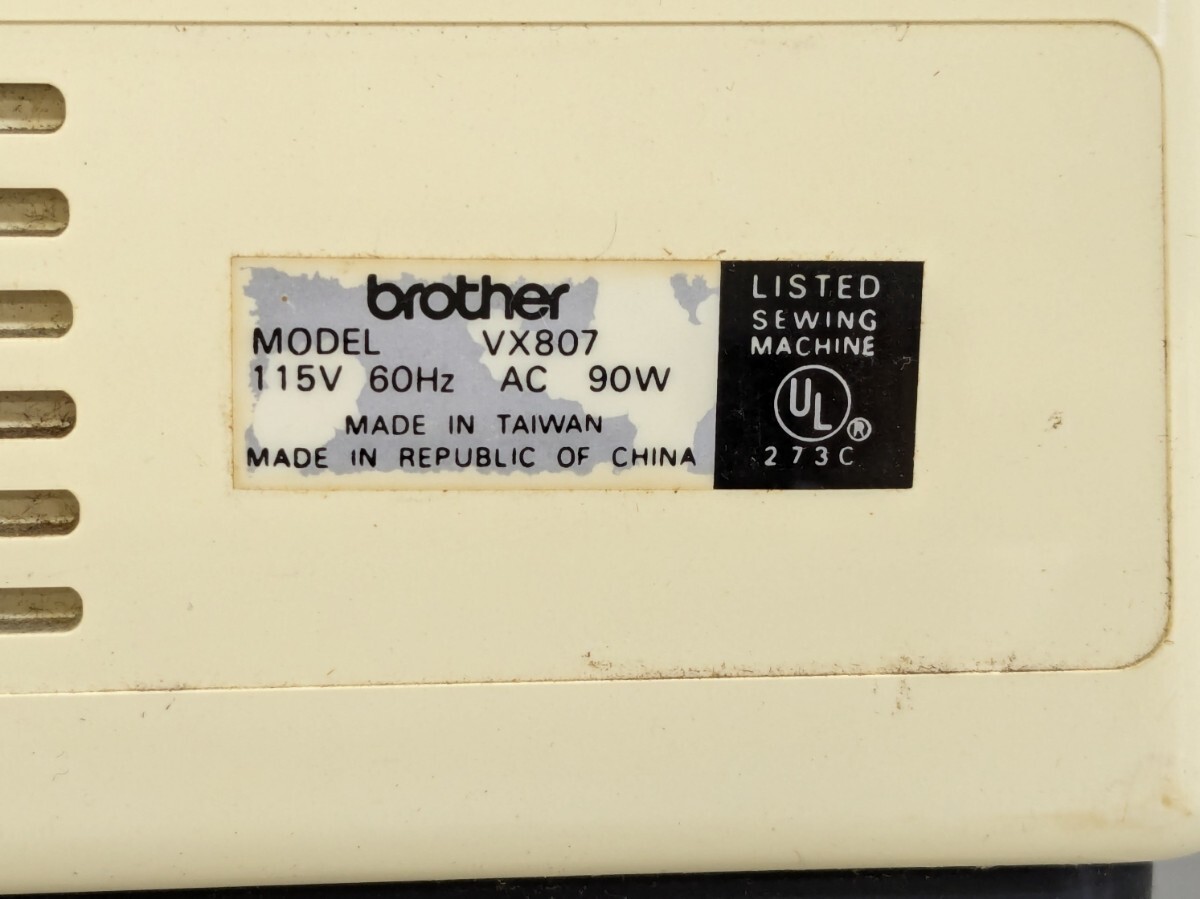 brother
MODEL VX807
115V 60Hz AC 90W
MADE IN TAIWAN
MADE IN REPUBLIC OF CHINA
LISTED
SEWING
MACHINE
UL®
273C